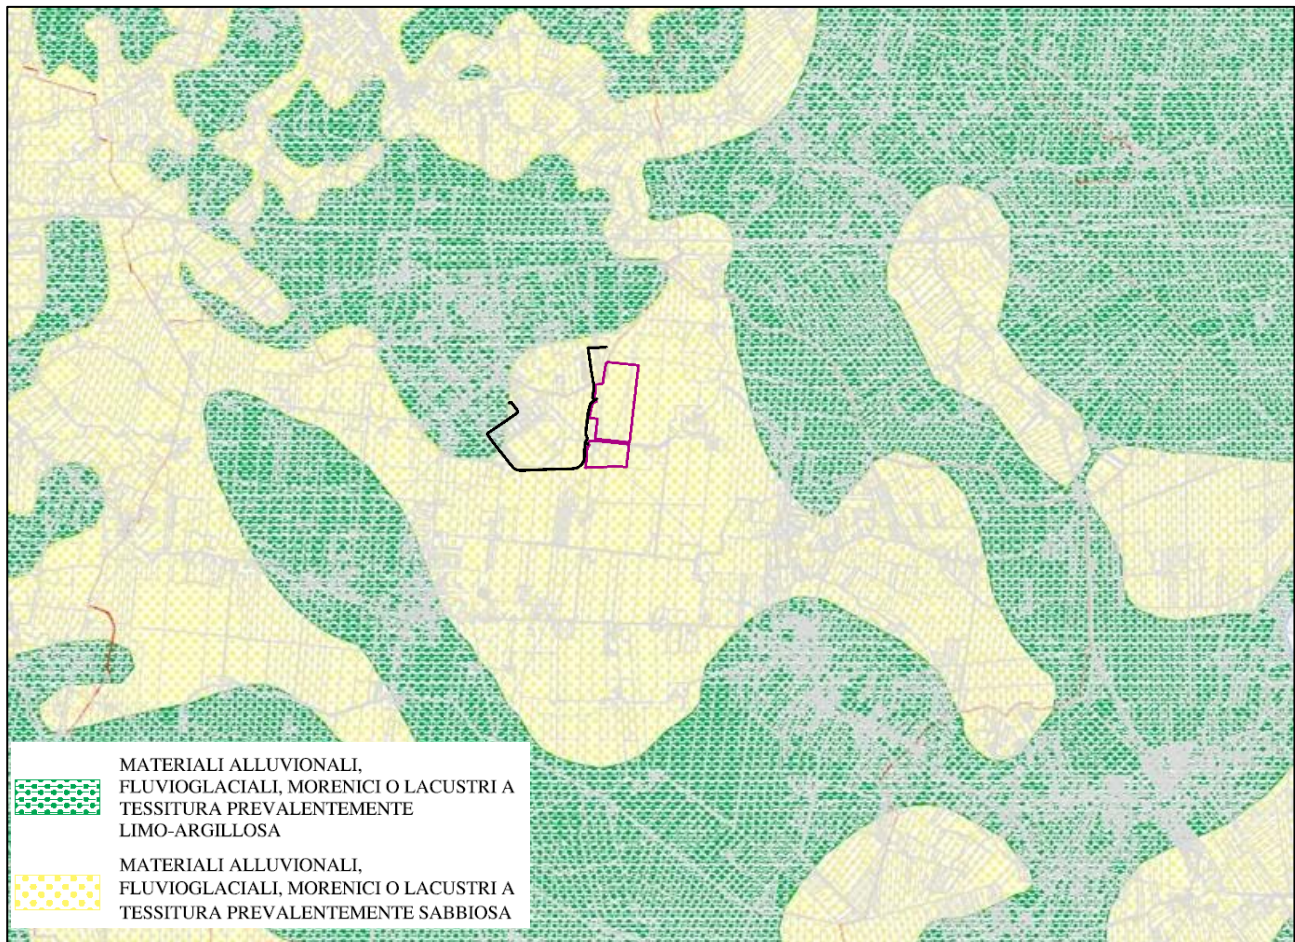 MATERIALI ALLUVIONALI,
FLUVIOGLACIALI, MORENICI O LACUSTRI A
TESSITURA PREVALENTEMENTE
LIMO-ARGILLOSA
MATERIALI ALLUVIONALI,
FLUVIOGLACIALI, MORENICI O LACUSTRI A
TESSITURA PREVALENTEMENTE SABBIOSA